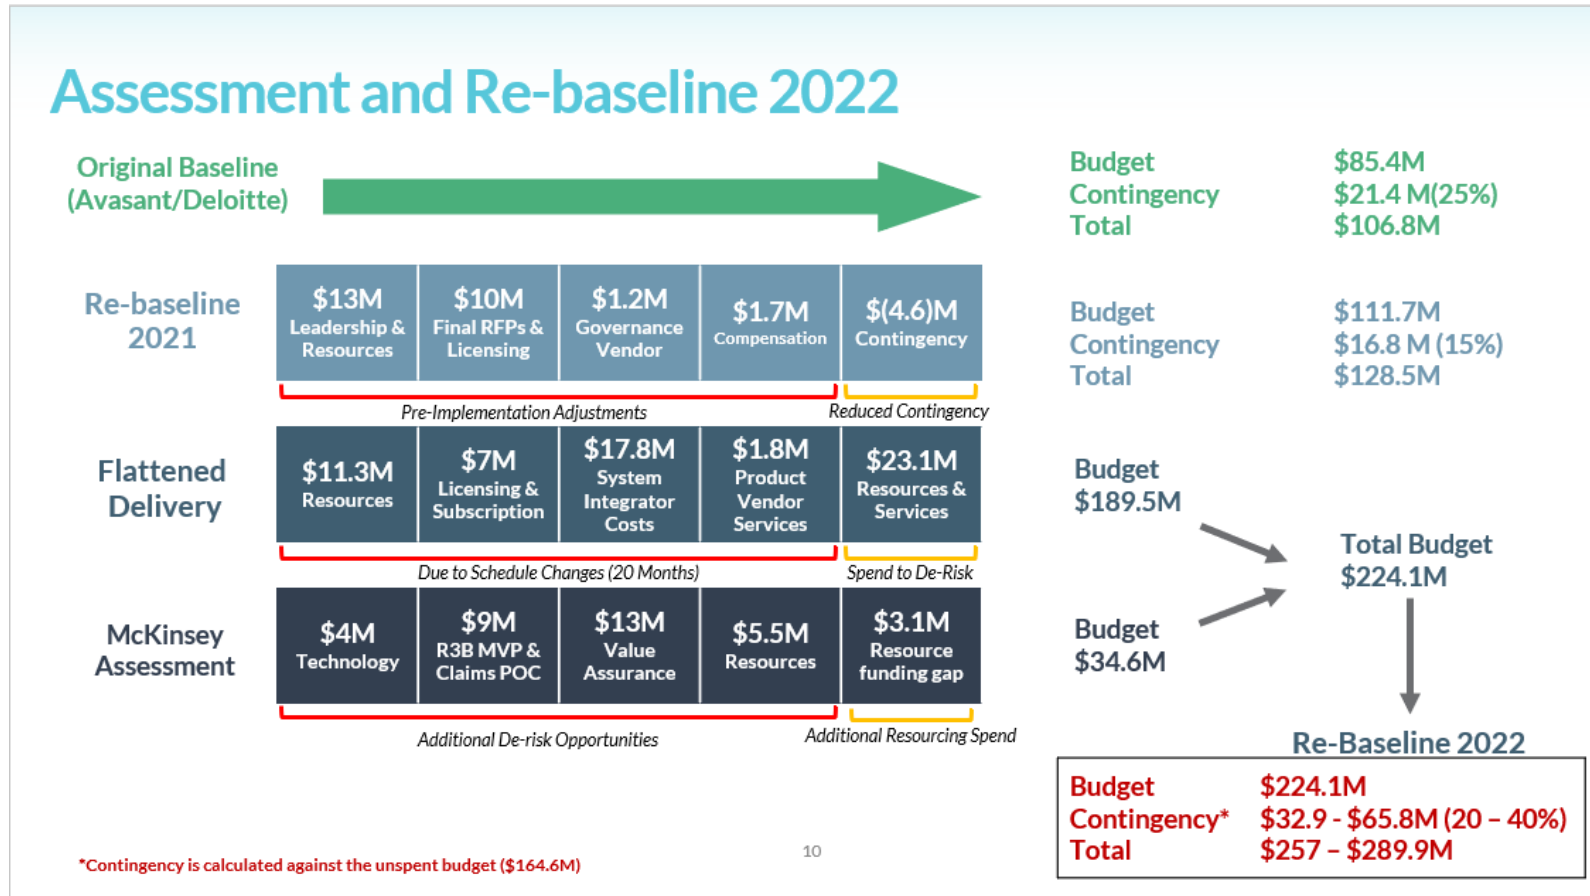 Assessment and Re-baseline 2022
Original Baseline
(Avasant/Deloitte)
Budget $85.4M
Contingency $21.4 M(25%)
Total $106.8M
Re-baseline
2021
$13M
Leadership &
Resources
$10M
Final RFPs &
Licensing
$1.2M
Governance
Vendor
$1.7M
Compensation
$(4.6)M
Contingency
Pre-Implementation Adjustments
Reduced Contingency
Budget $111.7M
Contingency $16.8 M (15%)
Total $128.5M
Flattened
Delivery
$11.3M
Resources
$7M
Licensing &
Subscription
$17.8M
System
Integrator
Costs
$1.8M
Product
Vendor
Services
$23.1M
Resources &
Services
Due to Schedule Changes (20 Months)
Spend to De-Risk
Budget
$189.5M
McKinsey
Assessment
$4M
Technology
$9M
R3B MVP &
Claims POC
$13M
Value
Assurance
$5.5M
Resources
$3.1M
Resource
funding gap
Additional De-risk Opportunities
Additional Resourcing Spend
Budget
$34.6M
Total Budget
$224.1M
Re-Baseline 2022
Budget $224.1M
Contingency* $32.9 - $65.8M (20 – 40%)
Total $257 – $289.9M
*Contingency is calculated against the unspent budget ($164.6M)
10